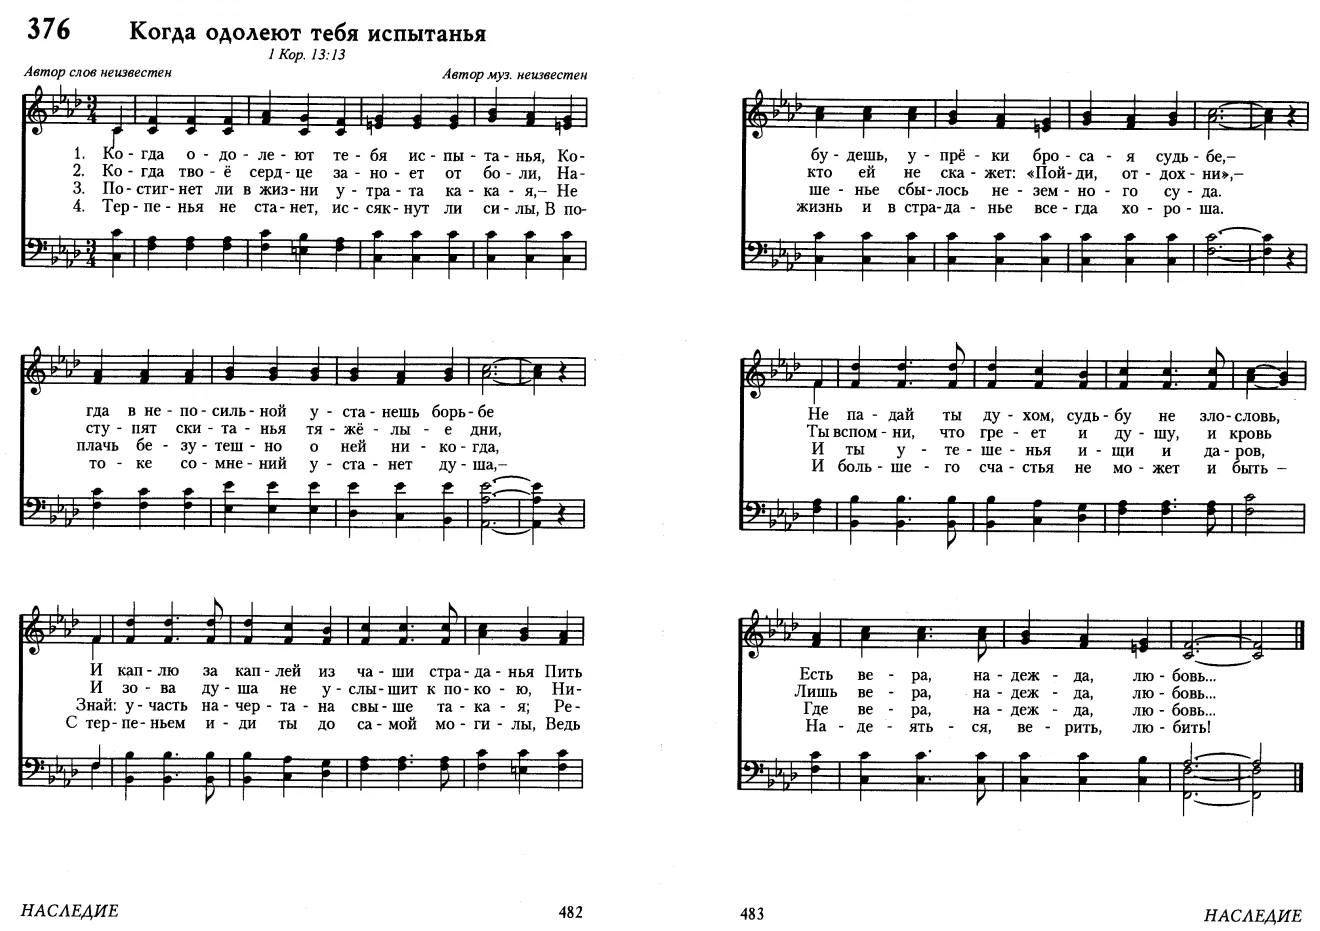 376 Когда одолеют тебя испытанья
1 Кор. 13:13
Автор слов неизвестен Автор муз. неизвестен
1. Ко - гда о - до - ле - ют те - бя ис - пы - та - нья, Ко-
2. Ко - гда тво - ё серд - це за - но - ет от бо - ли, На-
3. По - стиг - нет ли в жиз - ни у - тра - та ка - ка - я,– Не
4. Тер - пе - нья не ста - нет, ис - сяк - нут ли си - лы, В по-
гда в не - по - силь - ной у - ста - нешь борь - бе
сту - пят ски - та - нья тя - жё - лы - е дни,
плачь бе - зу - теш - но о ней ни - ко - гда,
то - ке со - мне - ний у - ста - нет ду - ша,–
И кап - лю за кап - лей из ча - ши стра - да - нья Пить
И зо - ва ду - ша не у - слы - шит к по - ко - ю, Ни-
Знай: у - часть на - чер - та - на свы - ше та - ка - я; Ре-
С тер - пе - ньем и - ди ты до са - мой мо - ги - лы, Ведь
НАСЛЕДИЕ 482
бу - дешь, у - прё - ки бро - са - я судь - бе,–
кто ей не ска - жет: «Пой - ди, от - дох - ни»,–
ше - нье сбы - лось не - зем - но - го су - да.
жизнь и в стра - да - нье все - гда хо - ро - ша.
Не па - дай ты ду - хом, судь - бу не зло - словь,
Ты вспом - ни, что гре - ет и ду - шу, и кровь
И ты у - те - ше - нья и - щи и да - ров,
И боль - ше - го сча - стья не мо - жет и быть –
Есть ве - ра, на - деж - да, лю - бовь...
Лишь ве - ра, на - деж - да, лю - бовь...
Где ве - ра, на - деж - да, лю - бовь...
На - де - ять - ся, ве - рить, лю - бить!
483 НАСЛЕДИЕ